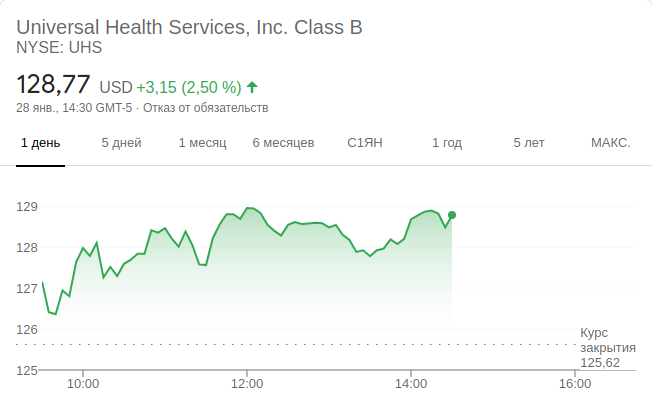 Universal Health Services, Inc. Class B
NYSE: UHS
128,77 USD +3,15 (2,50 %)
28 янв., 14:30 GMT-5 · Отказ от обязательств
1 день 5 дней 1 месяц 6 месяцев С1ЯН 1 год 5 лет МАКС.
129
128
127
126
125
Курс
закрытия
125,62
10:00 12:00 14:00 16:00